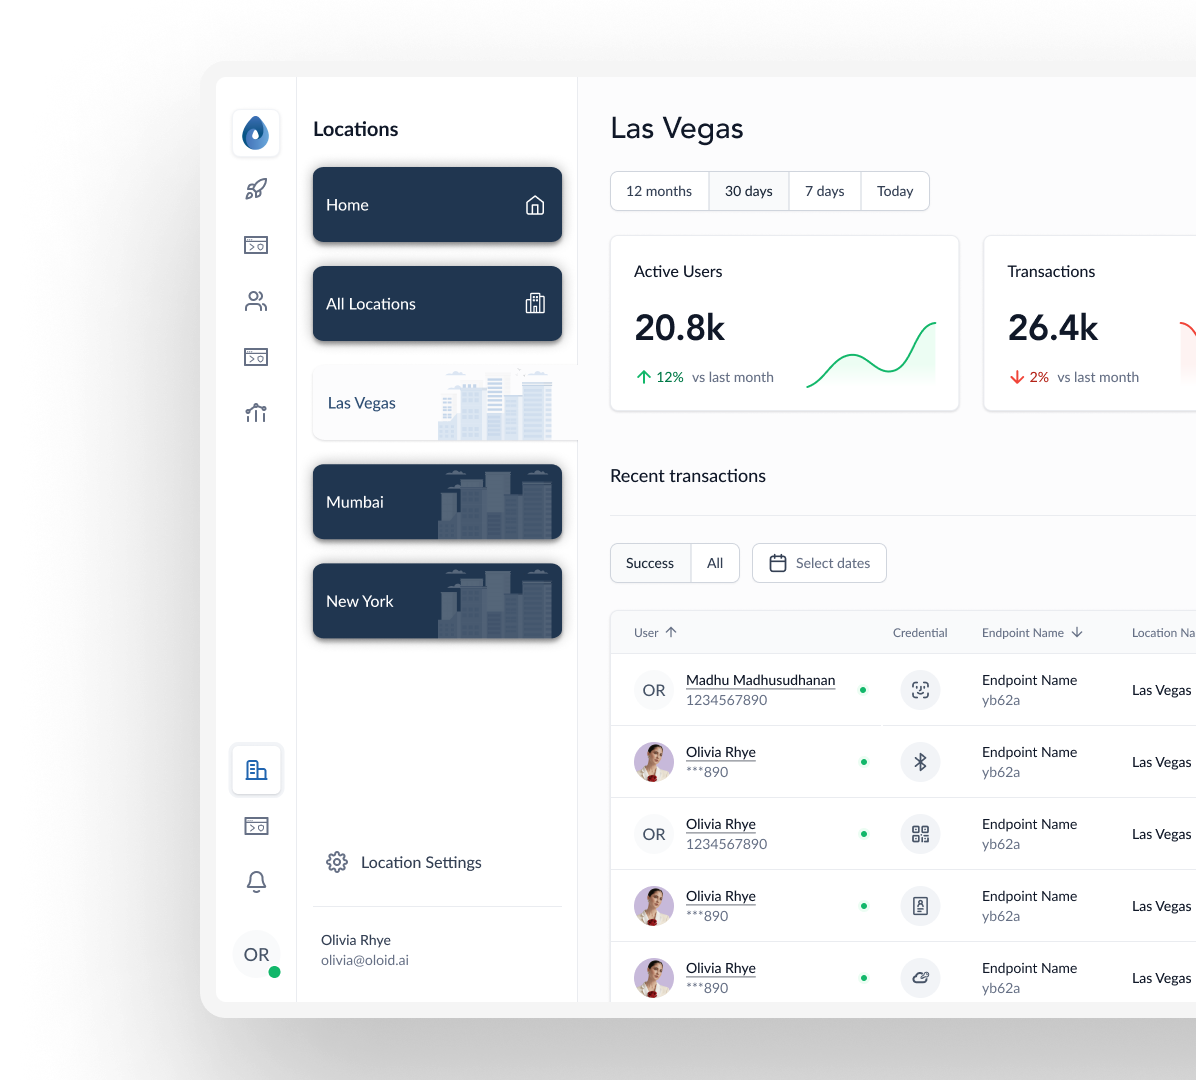 Locations
Home
All Locations
Las Vegas
Mumbai
New York
Location Settings
Olivia Rhye
olivia@oloid.ai
OR
Las Vegas
12 months 30 days 7 days Today
Active Users
20.8k
12% vs last month
Transactions
26.4k
2% vs last month
Recent transactions
Success All Select dates
User Credential Endpoint Name Location Na
OR Madhu Madhusudhanan Endpoint Name Las Vegas
1234567890 yb62a
Olivia Rhye Endpoint Name Las Vegas
***890 yb62a
OR Olivia Rhye Endpoint Name Las Vegas
1234567890 yb62a
Olivia Rhye Endpoint Name Las Vegas
***890 yb62a
Olivia Rhye Endpoint Name Las Vegas
***890 yb62a